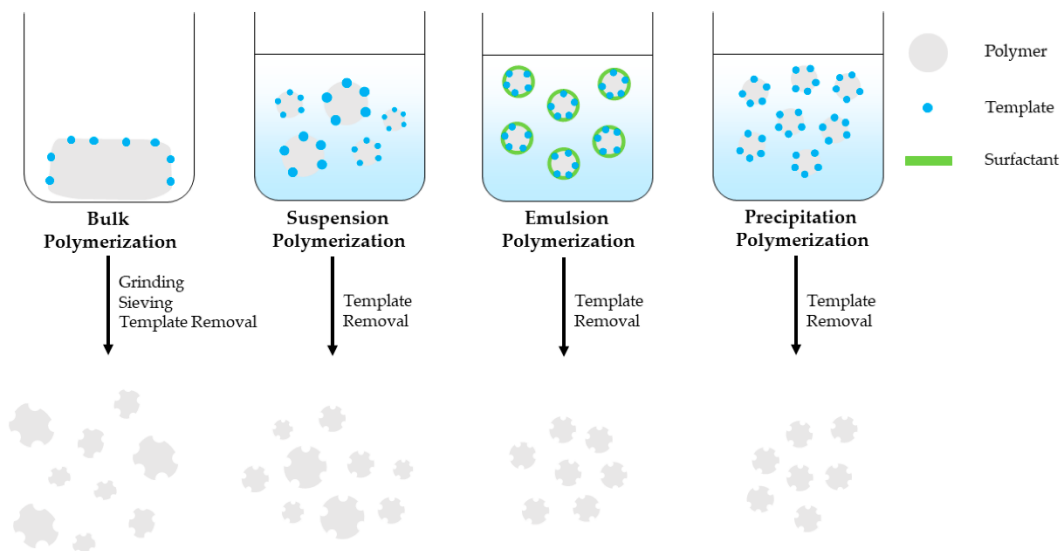 Polymer
Template
Surfactant
Bulk
Polymerization
Suspension
Polymerization
Emulsion
Polymerization
Precipitation
Polymerization
Grinding
Sieving
Template Removal
Template
Removal
Template
Removal
Template
Removal